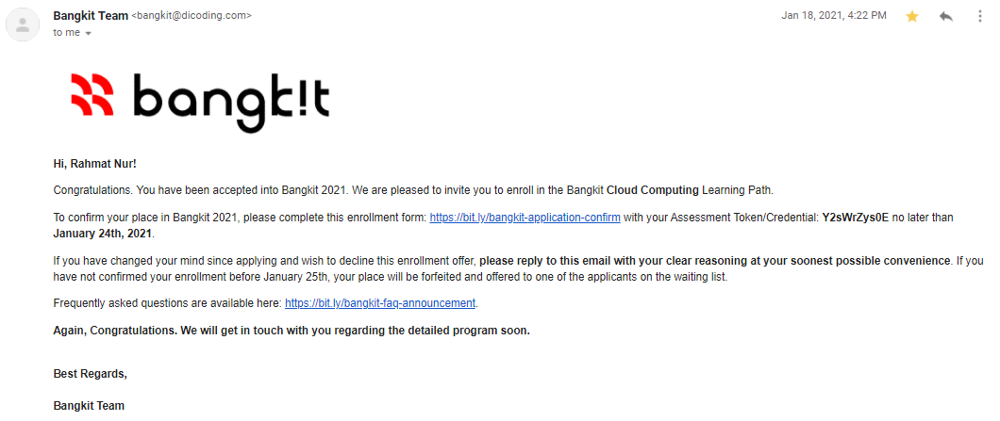 Bangkit Team <bangkit@dicoding.com>
Jan 18, 2021, 4:22 PM
to me
bangk!t
Hi, Rahmat Nur!
Congratulations. You have been accepted into Bangkit 2021. We are pleased to invite you to enroll in the Bangkit Cloud Computing Learning Path.
To confirm your place in Bangkit 2021, please complete this enrollment form: https://bit.ly/bangkit-application-confirm with your Assessment Token/Credential: Y2sWrZys0E no later than
January 24th, 2021.
If you have changed your mind since applying and wish to decline this enrollment offer, please reply to this email with your clear reasoning at your soonest possible convenience. If you
have not confirmed your enrollment before January 25th, your place will be forfeited and offered to one of the applicants on the waiting list.
Frequently asked questions are available here: https://bit.ly/bangkit-faq-announcement.
Again, Congratulations. We will get in touch with you regarding the detailed program soon.
Best Regards,
Bangkit Team